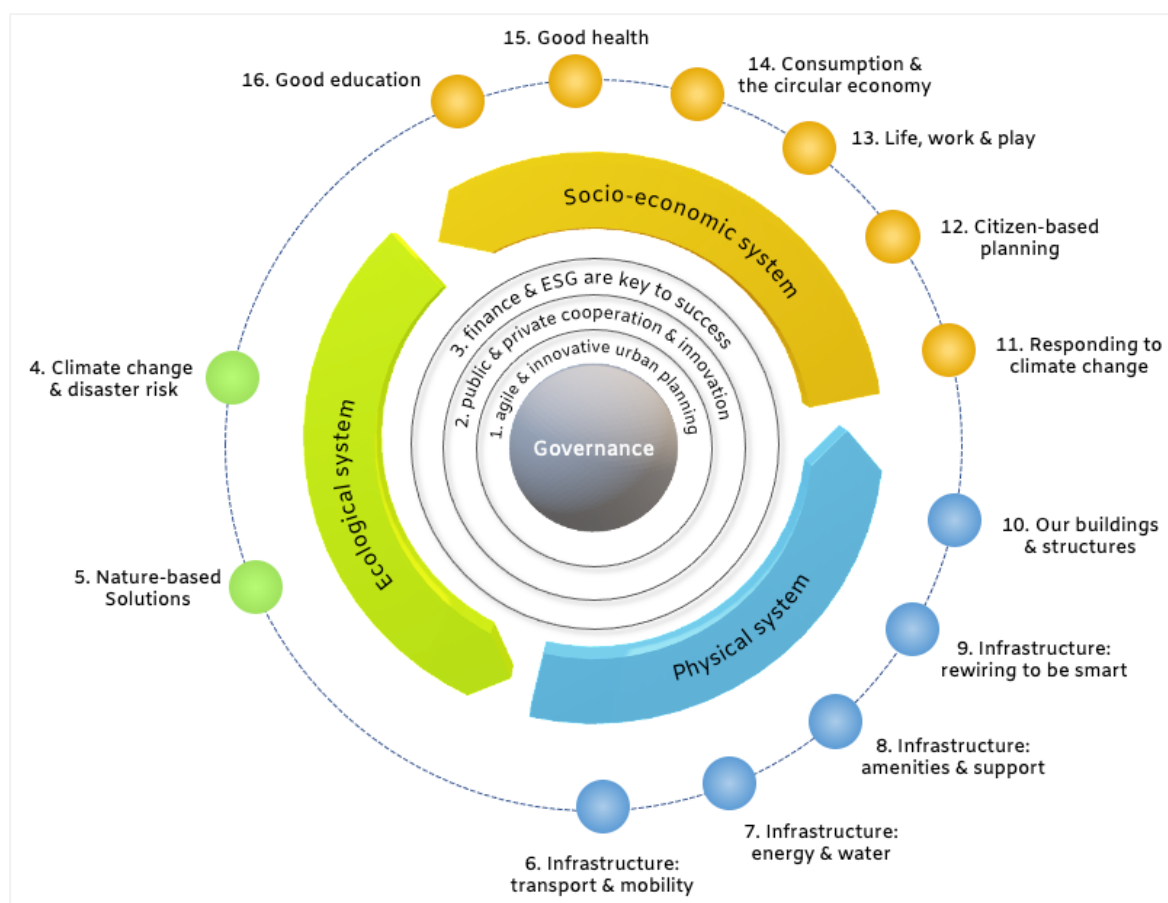 15. Good health
16. Good education
14. Consumption &
the circular economy
13. Life, work & play
12. Citizen-based
planning
11. Responding to
climate change
10. Our buildings
& structures
9. Infrastructure:
rewiring to be smart
8. Infrastructure:
amenities & support
7. Infrastructure:
energy & water
6. Infrastructure:
transport & mobility
5. Nature-based
Solutions
4. Climate change
& disaster risk
Socio-economic system
Ecological system
Physical system
3. finance & ESG are key to success
2. public & private cooperation & innovation
1. agile & innovative urban planning
Governance